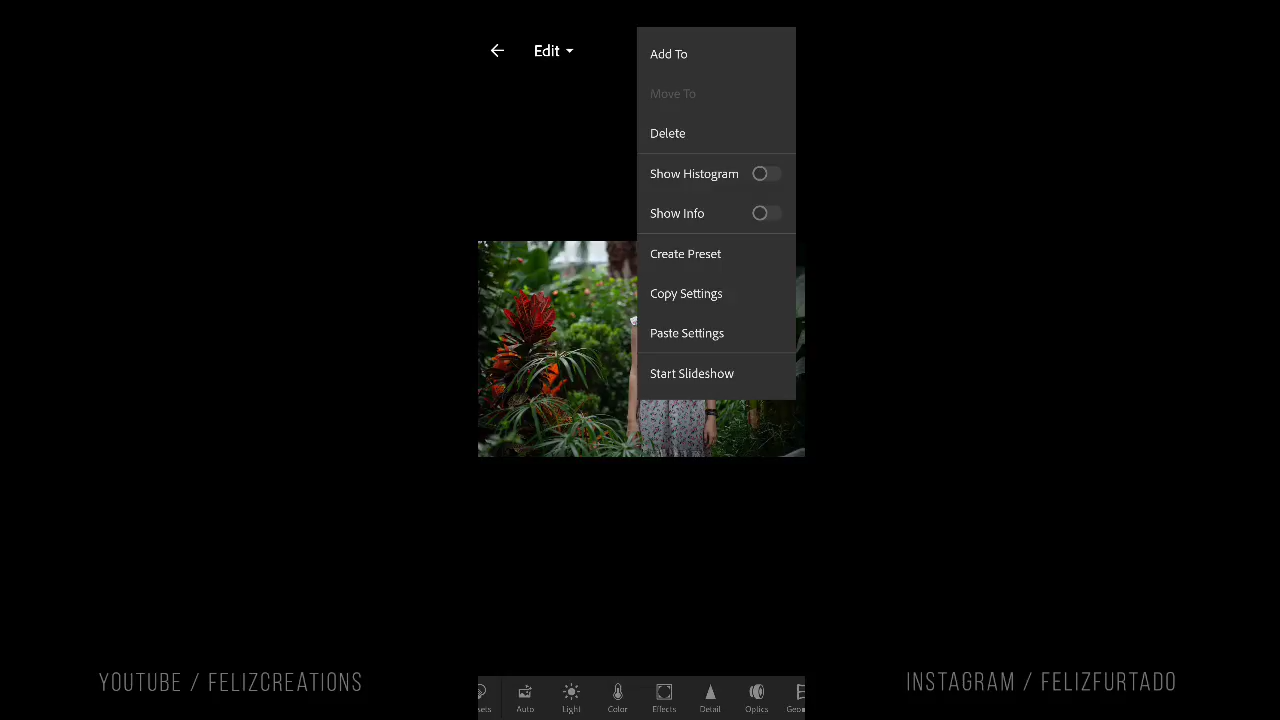 Edit
Add To
Move To
Delete
Show Histogram
Show Info
Create Preset
Copy Settings
Paste Settings
Start Slideshow
YOUTUBE / FELIZCREATIONS
INSTAGRAM / FELIZFURTADO
sets Auto Light Color Effects Detail Optics